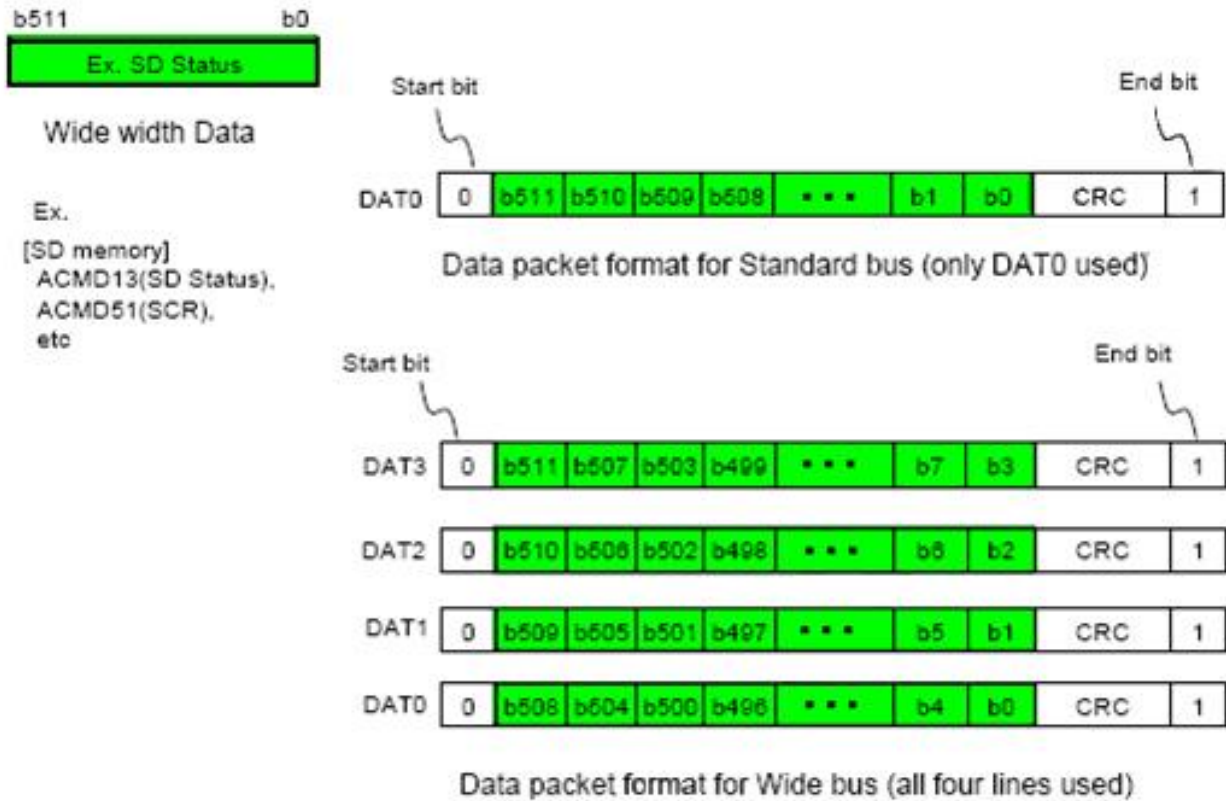 b511 b0
Ex. SD Status
Wide width Data
Ex.
[SD memory]
ACMD13(SD Status),
ACMD51(SCR),
etc
Start bit End bit
DAT0 0 b511 b510 b509 b508 ... b1 b0 CRC 1
Data packet format for Standard bus (only DAT0 used)
Start bit End bit
DAT3 0 b511 b507 b503 b499 ... b7 b3 CRC 1
DAT2 0 b510 b506 b502 b498 ... b6 b2 CRC 1
DAT1 0 b509 b505 b501 b497 ... b5 b1 CRC 1
DAT0 0 b508 b504 b500 b496 ... b4 b0 CRC 1
Data packet format for Wide bus (all four lines used)